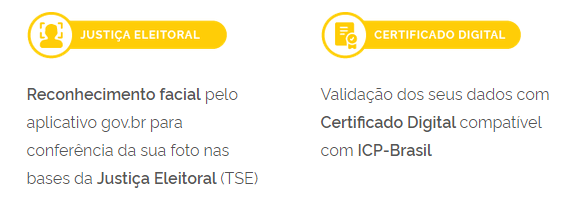 JUSTIÇA ELEITORAL
Reconhecimento facial pelo
aplicativo gov.br para
conferência da sua foto nas
bases da Justiça Eleitoral (TSE)
CERTIFICADO DIGITAL
Validação dos seus dados com
Certificado Digital compatível
com ICP-Brasil